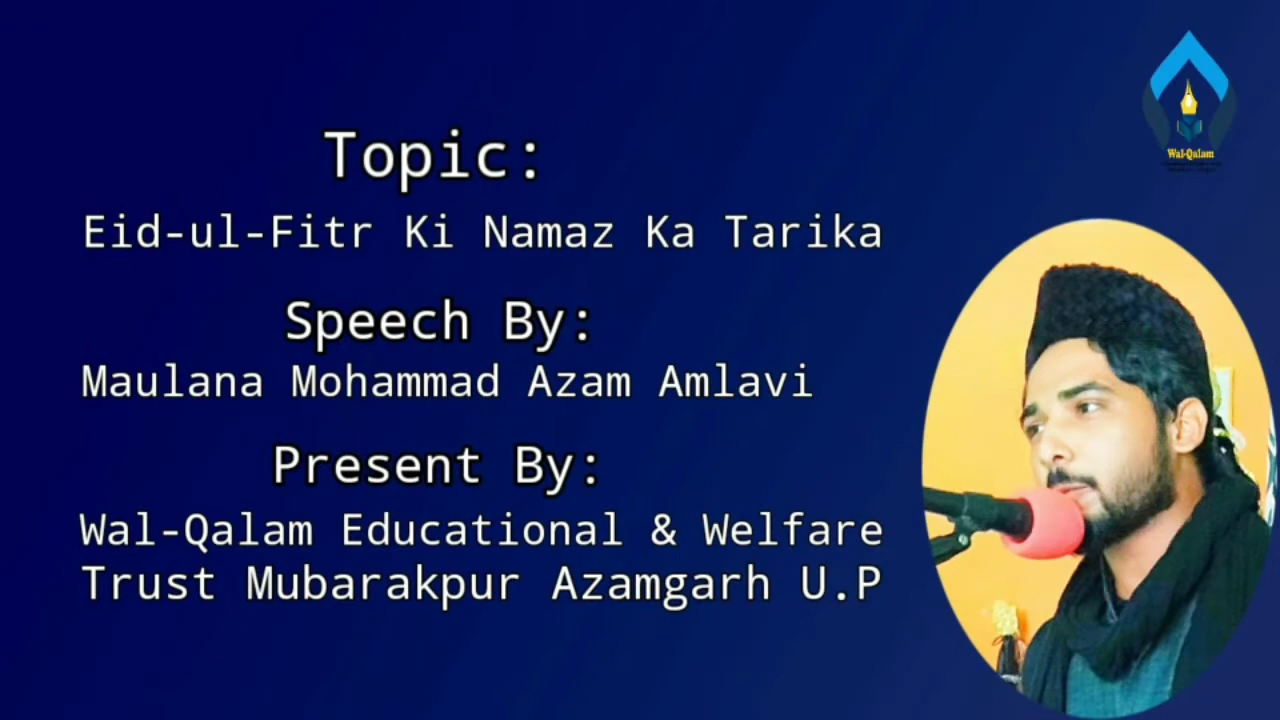 Topic:
Eid-ul-Fitr Ki Namaz Ka Tarika
Speech By:
Maulana Mohammad Azam Amlavi
Present By:
Wal-Qalam Educational & Welfare
Trust Mubarakpur Azamgarh U.P
Wal-Qalam